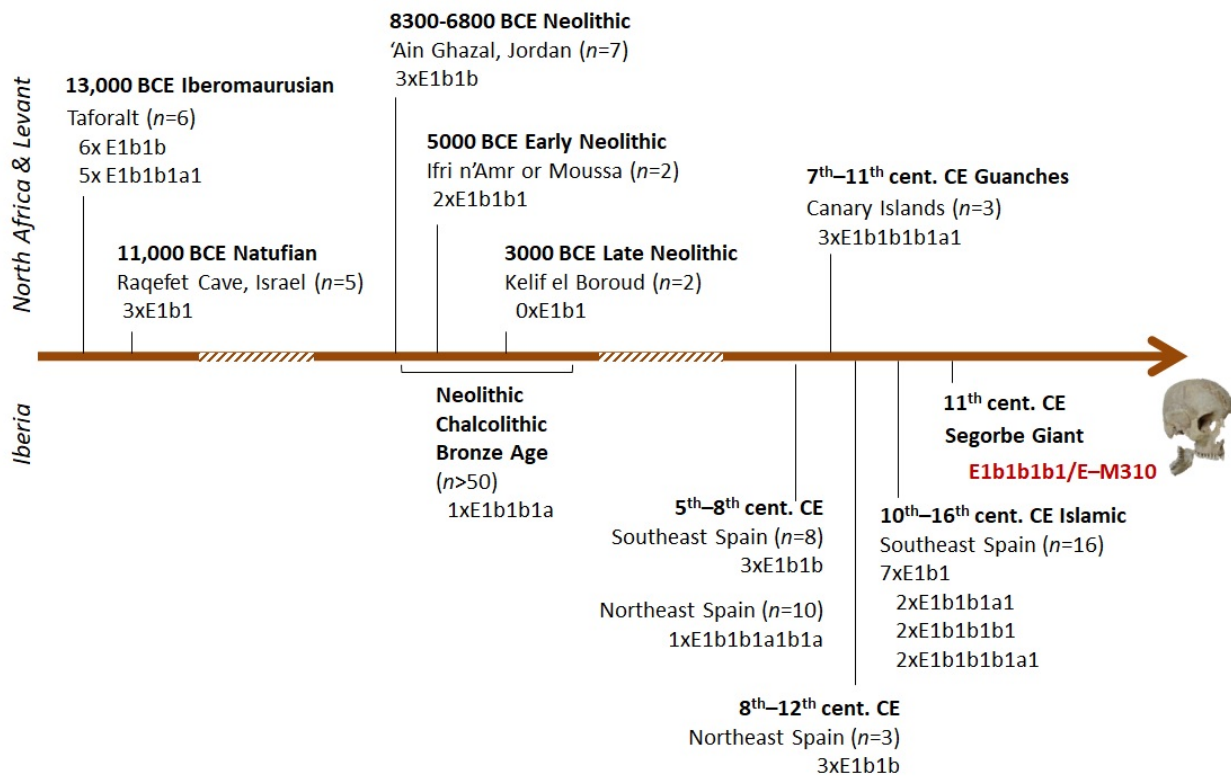 North Africa & Levant
13,000 BCE Iberomaurusian
Taforalt (n=6)
6x E1b1b
5x E1b1b1a1
11,000 BCE Natufian
Raqefet Cave, Israel (n=5)
3xE1b1
8300-6800 BCE Neolithic
‘Ain Ghazal, Jordan (n=7)
3xE1b1b
5000 BCE Early Neolithic
Ifri n’Amr or Moussa (n=2)
2xE1b1b1
3000 BCE Late Neolithic
Kelif el Boroud (n=2)
0xE1b1
7th–11th cent. CE Guanches
Canary Islands (n=3)
3xE1b1b1b1a1
Iberia
Neolithic
Chalcolithic
Bronze Age
(n>50)
1xE1b1b1a
5th–8th cent. CE
Southeast Spain (n=8)
3xE1b1b
Northeast Spain (n=10)
1xE1b1b1a1b1a
8th–12th cent. CE
Northeast Spain (n=3)
3xE1b1b
10th–16th cent. CE Islamic
Southeast Spain (n=16)
7xE1b1
2xE1b1b1a1
2xE1b1b1b1
2xE1b1b1b1a1
11th cent. CE
Segorbe Giant
E1b1b1b1/E–M310